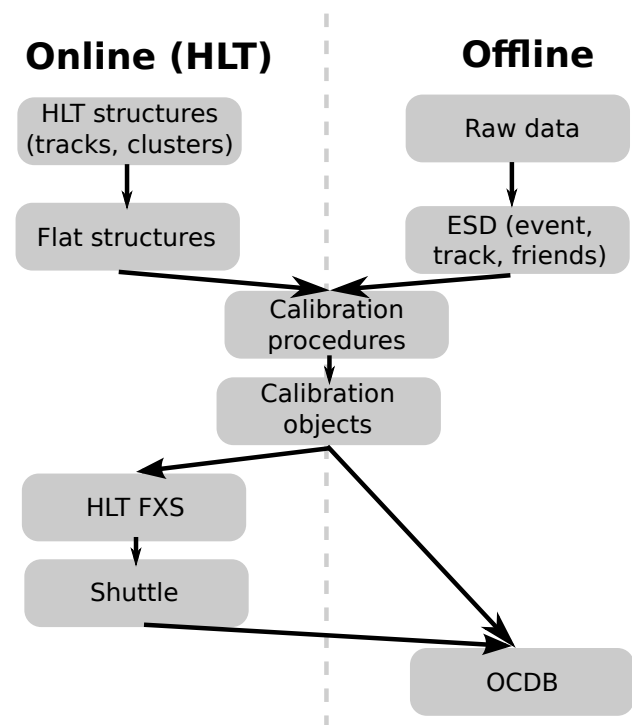 Online (HLT)
Offline
HLT structures
(tracks, clusters)
Raw data
Flat structures
ESD (event,
track, friends)
Calibration
procedures
Calibration
objects
HLT FXS
Shuttle
OCDB